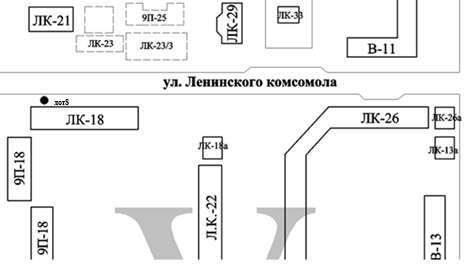 ЛК-21
9П-25
ЛК-23
ЛК-23/3
ЛК-29
ЛК-33
В-11
ул. Ленинского комсомола
лот8
ЛК-18
ЛК-26
ЛК-26а
ЛК-18а
ЛК-13а
9П-18
9П-18
Л.К.-22
В-13